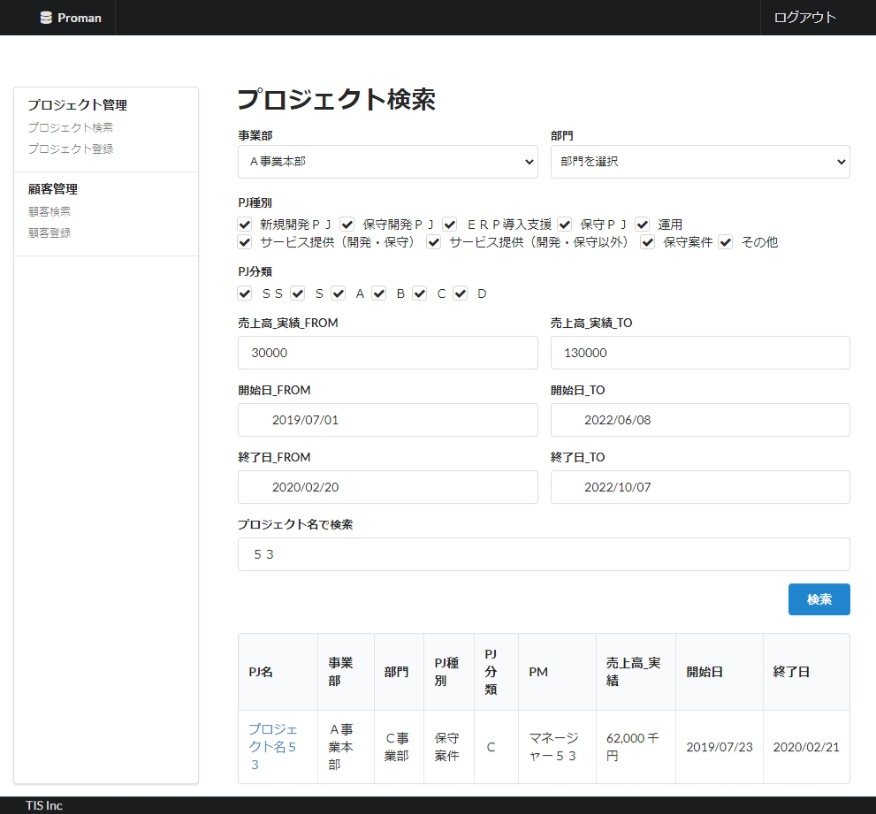 Proman
ログアウト
プロジェクト管理
プロジェクト検索
プロジェクト登録
顧客管理
顧客検索
顧客登録
プロジェクト検索
事業部 部門
Ａ事業本部 部門を選択
PJ種別
新規開発ＰＪ 保守開発ＰＪ ＥＲＰ導入支援 保守ＰＪ 運用
サービス提供（開発・保守） サービス提供（開発・保守以外） 保守案件 その他
PJ分類
ＳＳ Ｓ Ａ Ｂ Ｃ Ｄ
売上高_実績_FROM 売上高_実績_TO
30000 130000
開始日_FROM 開始日_TO
2019/07/01 2022/06/08
終了日_FROM 終了日_TO
2020/02/20 2022/10/07
プロジェクト名で検索
５３
検索
PJ名 事業部 部門 PJ種別 PJ分類 PM 売上高_実績 開始日 終了日
プロジェクト名５３ Ａ事業本部 Ｃ事業部 保守案件 Ｃ マネージャー５３ 62,000 千円 2019/07/23 2020/02/21
TIS Inc